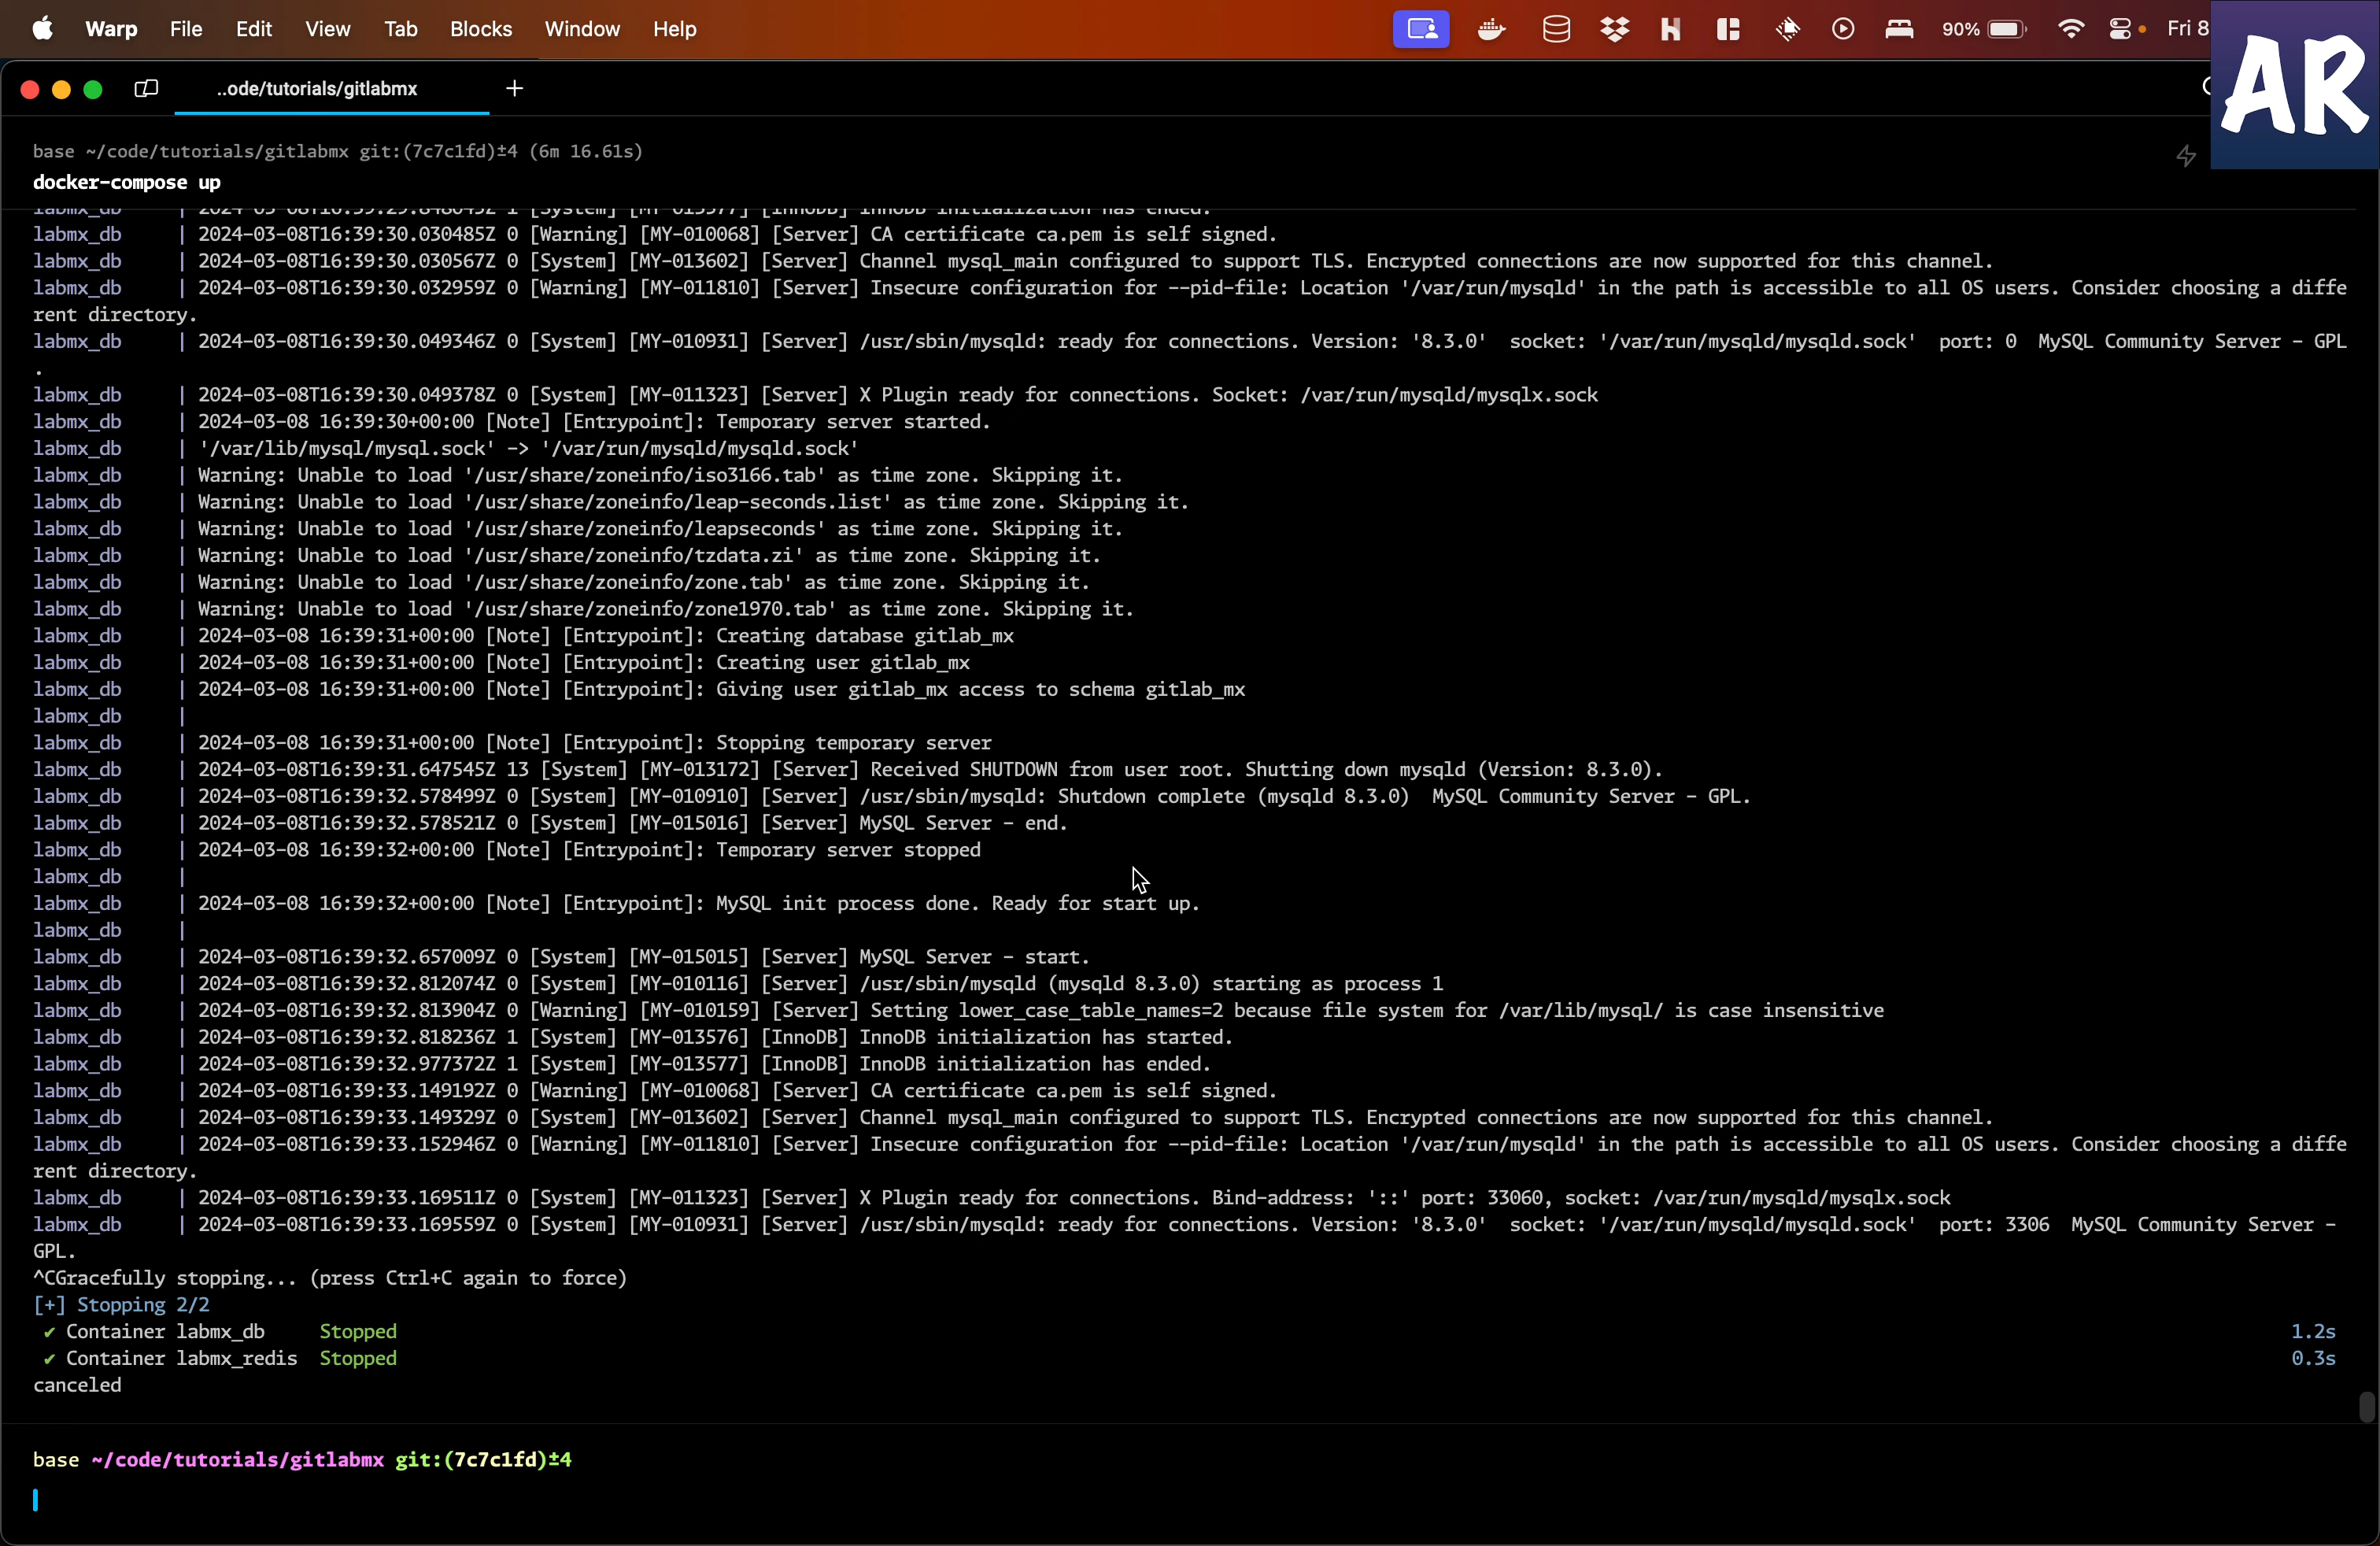 Warp File Edit View Tab Blocks Window Help 90% Fri 8
AR
..ode/tutorials/gitlabmx +
base ~/code/tutorials/gitlabmx git:(7c7c1fd)±4 (6m 16.61s)
docker-compose up
labmx_db | 2024-03-08T16:39:29.848045Z 1 [System] [MY-013577] [InnoDB] InnoDB initialization has ended.
labmx_db | 2024-03-08T16:39:30.030485Z 0 [Warning] [MY-010068] [Server] CA certificate ca.pem is self signed.
labmx_db | 2024-03-08T16:39:30.030567Z 0 [System] [MY-013602] [Server] Channel mysql_main configured to support TLS. Encrypted connections are now supported for this channel.
labmx_db | 2024-03-08T16:39:30.032959Z 0 [Warning] [MY-011810] [Server] Insecure configuration for --pid-file: Location '/var/run/mysqld' in the path is accessible to all OS users. Consider choosing a diffe
rent directory.
labmx_db | 2024-03-08T16:39:30.049346Z 0 [System] [MY-010931] [Server] /usr/sbin/mysqld: ready for connections. Version: '8.3.0' socket: '/var/run/mysqld/mysqld.sock' port: 0 MySQL Community Server - GPL
.
labmx_db | 2024-03-08T16:39:30.049378Z 0 [System] [MY-011323] [Server] X Plugin ready for connections. Socket: /var/run/mysqld/mysqlx.sock
labmx_db | 2024-03-08 16:39:30+00:00 [Note] [Entrypoint]: Temporary server started.
labmx_db | '/var/lib/mysql/mysql.sock' -> '/var/run/mysqld/mysqld.sock'
labmx_db | Warning: Unable to load '/usr/share/zoneinfo/iso3166.tab' as time zone. Skipping it.
labmx_db | Warning: Unable to load '/usr/share/zoneinfo/leap-seconds.list' as time zone. Skipping it.
labmx_db | Warning: Unable to load '/usr/share/zoneinfo/leapseconds' as time zone. Skipping it.
labmx_db | Warning: Unable to load '/usr/share/zoneinfo/tzdata.zi' as time zone. Skipping it.
labmx_db | Warning: Unable to load '/usr/share/zoneinfo/zone.tab' as time zone. Skipping it.
labmx_db | Warning: Unable to load '/usr/share/zoneinfo/zone1970.tab' as time zone. Skipping it.
labmx_db | 2024-03-08 16:39:31+00:00 [Note] [Entrypoint]: Creating database gitlab_mx
labmx_db | 2024-03-08 16:39:31+00:00 [Note] [Entrypoint]: Creating user gitlab_mx
labmx_db | 2024-03-08 16:39:31+00:00 [Note] [Entrypoint]: Giving user gitlab_mx access to schema gitlab_mx
labmx_db |
labmx_db | 2024-03-08 16:39:31+00:00 [Note] [Entrypoint]: Stopping temporary server
labmx_db | 2024-03-08T16:39:31.647545Z 13 [System] [MY-013172] [Server] Received SHUTDOWN from user root. Shutting down mysqld (Version: 8.3.0).
labmx_db | 2024-03-08T16:39:32.578499Z 0 [System] [MY-010910] [Server] /usr/sbin/mysqld: Shutdown complete (mysqld 8.3.0) MySQL Community Server - GPL.
labmx_db | 2024-03-08T16:39:32.578521Z 0 [System] [MY-015016] [Server] MySQL Server - end.
labmx_db | 2024-03-08 16:39:32+00:00 [Note] [Entrypoint]: Temporary server stopped
labmx_db |
labmx_db | 2024-03-08 16:39:32+00:00 [Note] [Entrypoint]: MySQL init process done. Ready for start up.
labmx_db |
labmx_db | 2024-03-08T16:39:32.657009Z 0 [System] [MY-015015] [Server] MySQL Server - start.
labmx_db | 2024-03-08T16:39:32.812074Z 0 [System] [MY-010116] [Server] /usr/sbin/mysqld (mysqld 8.3.0) starting as process 1
labmx_db | 2024-03-08T16:39:32.813904Z 0 [Warning] [MY-010159] [Server] Setting lower_case_table_names=2 because file system for /var/lib/mysql/ is case insensitive
labmx_db | 2024-03-08T16:39:32.818236Z 1 [System] [MY-013576] [InnoDB] InnoDB initialization has started.
labmx_db | 2024-03-08T16:39:32.977372Z 1 [System] [MY-013577] [InnoDB] InnoDB initialization has ended.
labmx_db | 2024-03-08T16:39:33.149192Z 0 [Warning] [MY-010068] [Server] CA certificate ca.pem is self signed.
labmx_db | 2024-03-08T16:39:33.149329Z 0 [System] [MY-013602] [Server] Channel mysql_main configured to support TLS. Encrypted connections are now supported for this channel.
labmx_db | 2024-03-08T16:39:33.152946Z 0 [Warning] [MY-011810] [Server] Insecure configuration for --pid-file: Location '/var/run/mysqld' in the path is accessible to all OS users. Consider choosing a diffe
rent directory.
labmx_db | 2024-03-08T16:39:33.169511Z 0 [System] [MY-011323] [Server] X Plugin ready for connections. Bind-address: '::' port: 33060, socket: /var/run/mysqld/mysqlx.sock
labmx_db | 2024-03-08T16:39:33.169559Z 0 [System] [MY-010931] [Server] /usr/sbin/mysqld: ready for connections. Version: '8.3.0' socket: '/var/run/mysqld/mysqld.sock' port: 3306 MySQL Community Server -
GPL.
^CGracefully stopping... (press Ctrl+C again to force)
[+] Stopping 2/2
✔ Container labmx_db Stopped 1.2s
✔ Container labmx_redis Stopped 0.3s
canceled
base ~/code/tutorials/gitlabmx git:(7c7c1fd)±4